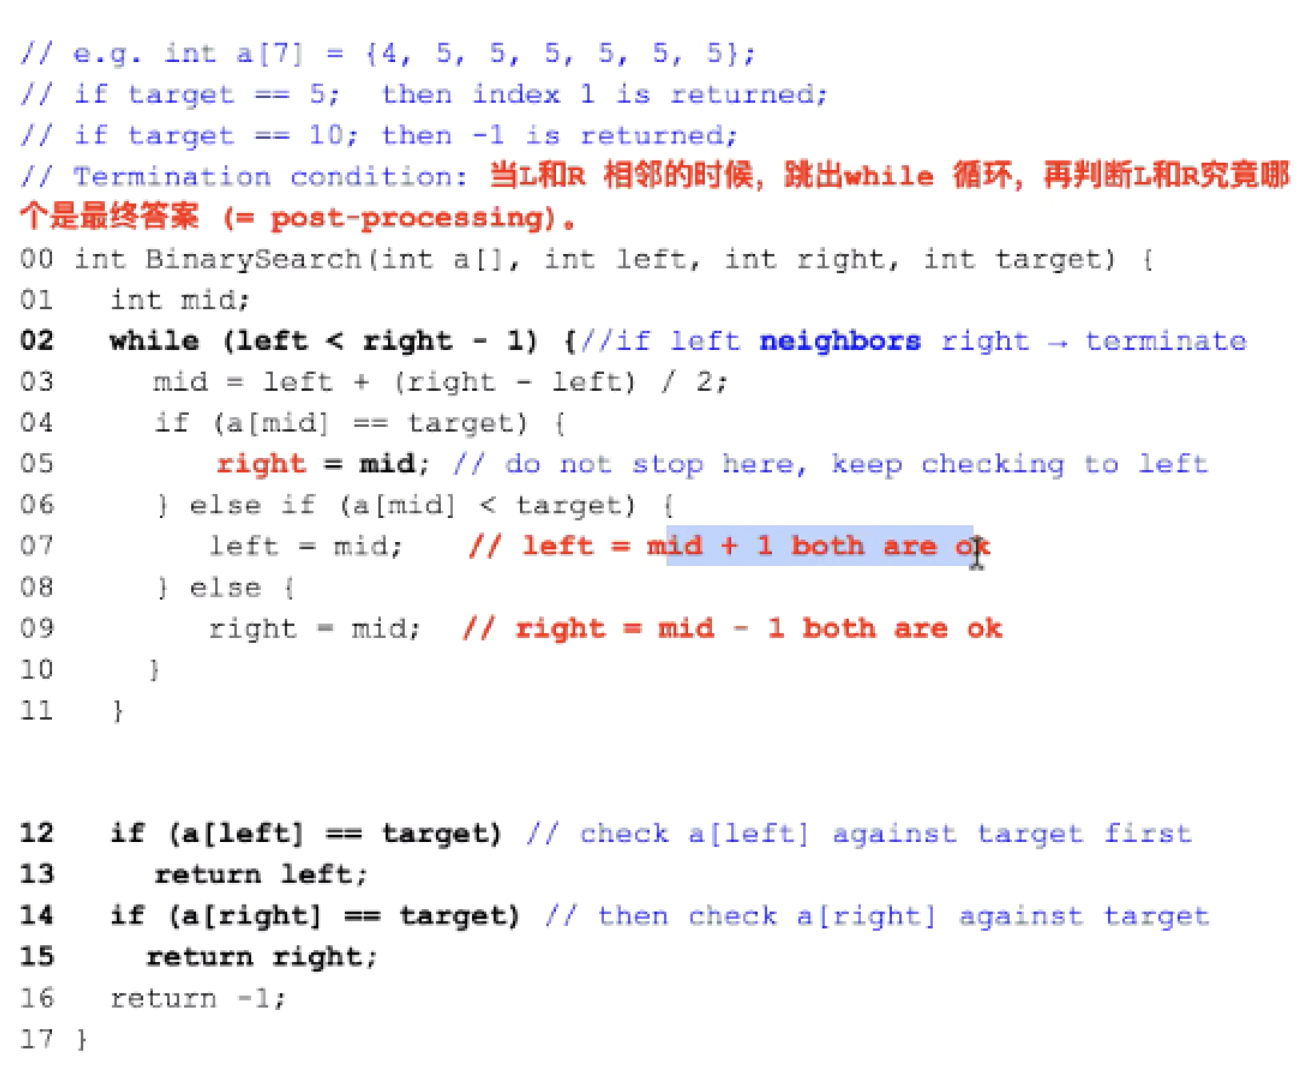 // e.g. int a[7] = {4, 5, 5, 5, 5, 5, 5};
// if target == 5;  then index 1 is returned;
// if target == 10; then -1 is returned;
// Termination condition: 当L和R 相邻的时候，跳出while 循环，再判断L和R究竟哪
个是最终答案 (= post-processing)。
00 int BinarySearch(int a[], int left, int right, int target) {
01   int mid;
02   while (left < right - 1) {//if left neighbors right → terminate
03     mid = left + (right - left) / 2;
04     if (a[mid] == target) {
05        right = mid; // do not stop here, keep checking to left
06     } else if (a[mid] < target) {
07        left = mid;   // left = mid + 1 both are ok
08     } else {
09        right = mid;  // right = mid - 1 both are ok
10     }
11   }
12   if (a[left] == target) // check a[left] against target first
13     return left;
14   if (a[right] == target) // then check a[right] against target
15     return right;
16   return -1;
17 }